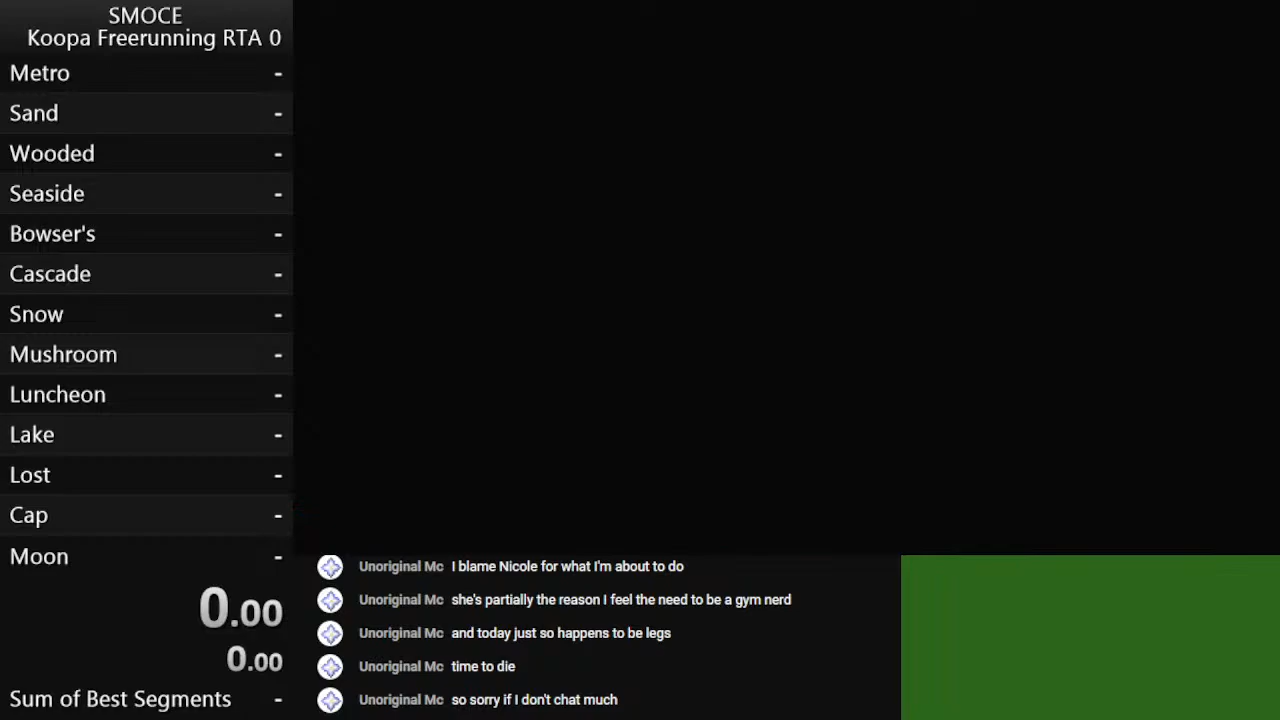 SMOCE
Koopa Freerunning RTA 0
Metro -
Sand -
Wooded -
Seaside -
Bowser's -
Cascade -
Snow -
Mushroom -
Luncheon -
Lake -
Lost -
Cap -
Moon -
0.00
0.00
Sum of Best Segments -
Unoriginal Mc I blame Nicole for what I'm about to do
Unoriginal Mc she's partially the reason I feel the need to be a gym nerd
Unoriginal Mc and today just so happens to be legs
Unoriginal Mc time to die
Unoriginal Mc so sorry if I don't chat much